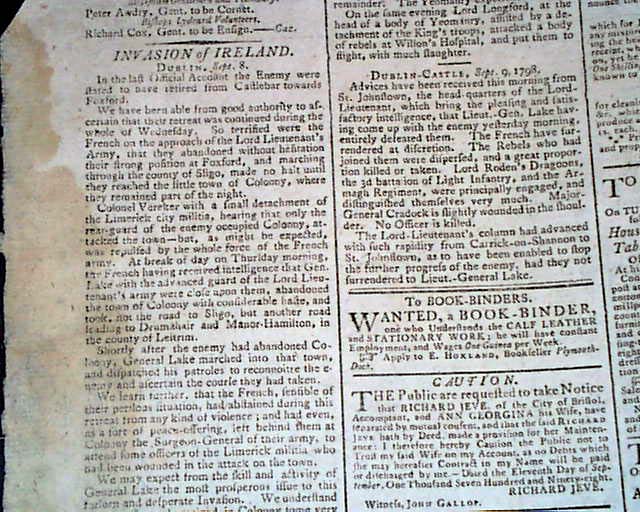 Peter Awdry, Gent. to be Cornet.
Bishops Lydeard Volunteers.
Richard Cox, Gent. to be Ensign.——Gaz.
INVASION of IRELAND.
DUBLIN, Sept. 8.
In the laſt Official Account the Enemy were
ſtated to have retired from Caſtlebar towards
Foxford.
We have been able from good authority to aſ-
certain that their retreat was continued during the
whole of Wedneſday. So terrified were the
French on the approach of the Lord Lieutenant's
Army, that they abandoned without heſitation
their ſtrong poſition at Foxford, and marching
through the county of Sligo, made no halt until
they reached the little town of Coloony, where
they remained part of the night.
Colonel Vereker with a ſmall detachment of
the Limerick city militia, hearing that only the
rear-guard of the enemy occupied Coloony, at-
tacked the town—but, as might be expected,
was repulſed by the whole force of the French
army. At break of day on Thurſday morning,
the French having received intelligence that Gen.
Lake with the advanced guard of the Lord Lieu-
tenant's army were cloſe upon them, abandoned
the town of Coloony with conſiderable haſte, and
took, not the road to Sligo, but another road
leading to Drumahair and Manor-Hamilton, in
the county of Leitrim.
Shortly after the enemy had abandoned Co-
loony, General Lake marched into that town,
and diſpatched his patroles to reconnoitre the e-
nemy and aſcertain the courſe they had taken.
We learn further, that the French, ſenſible of
their perilous ſituation, had abſtained during this
retreat from any kind of violence; and had even,
as a ſort of peace-offering, left behind them at
Coloony the Surgeon-General of their army, to
attend ſome officers of the Limerick militia who
had been wounded in the attack on the town.
We may expect from the ſkill and activity of
General Lake the moſt proſperous iſſue to this
and deſperate Invaſion. We underſtand
in Coloony ſome very
remainder. The Yeomanry
On the ſame evening Lord Longford, at the
head of a body of Yeomanry, aſſiſted by a de-
tachment of the King's troops, attacked a body
of rebels at Wilſon's Hoſpital, and put them to
flight, with much ſlaughter.
DUBLIN-CASTLE, Sept. 9, 1798.
Advices have been received this morning from
St. Johnſtown, the head-quarters of the Lord-
Lieutenant, which bring the pleaſing and ſatis-
factory intelligence, that Lieut.-Gen. Lake hav-
ing come up with the enemy yeſterday morning,
entirely defeated them. The French have ſur-
rendered at diſcretion. The Rebels who had
joined them were diſperſed, and a great propor-
tion killed or taken. Lord Roden's Dragoons,
the 3d battalion of Light Infantry, and the Ar-
magh Regiment, were principally engaged, and
diſtinguiſhed themſelves very much. Major-
General Cradock is ſlightly wounded in the ſhoul-
der. No Officer is killed.
The Lord-Lieutenant's column had advanced
with ſuch rapidity from Carrick-on-Shannon to
St. Johnſtown, as to have been enabled to ſtop
the further progreſs of the enemy, had they not
ſurrendered to Lieut.-General Lake.
To BOOK-BINDERS.
WANTED, a BOOK-BINDER,
one who Underſtands the CALF LEATHER
and STATIONARY WORK; he will have conſtant
Employment, and Wages One Guinea per Week.
☞ Apply to E. HOXLAND, Bookſeller Plymouth-
Dock.
CAUTION.
THE Public are requeſted to take Notice
that RICHARD JEVE, of the City of Briſtol,
Accomptant, and ANN GEORGINA his Wife, have
ſeparated by mutual conſent, and that the ſaid RICHARD
JEVE hath by Deed, made a proviſion for her Mainten-
ance: I therefore hereby Caution the Public not to
Truſt my ſaid Wife on my Account, as no Debts which
ſhe may hereafter Contract in my Name will be paid
or diſcharged by me.—Dated the Eleventh Day of Sep-
tember, One Thouſand Seven Hundred and Ninety-eight.
RICHARD JEVE.
Witneſs, JOHN GALLOP.
which
any
ing the
for
and prop
TO
On
Houſe